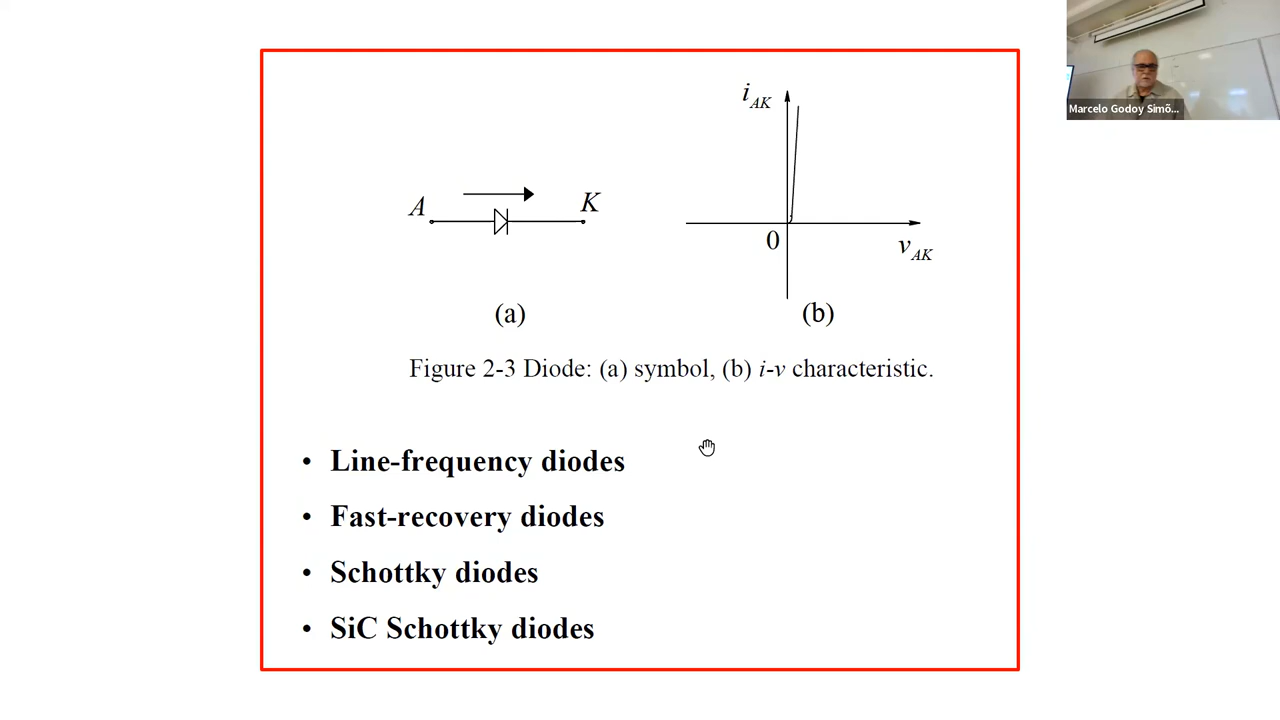 Marcelo Godoy Simõ...
i_AK
A
K
0
v_AK
(a)
(b)
Figure 2-3 Diode: (a) symbol, (b) i-v characteristic.
• Line-frequency diodes
• Fast-recovery diodes
• Schottky diodes
• SiC Schottky diodes